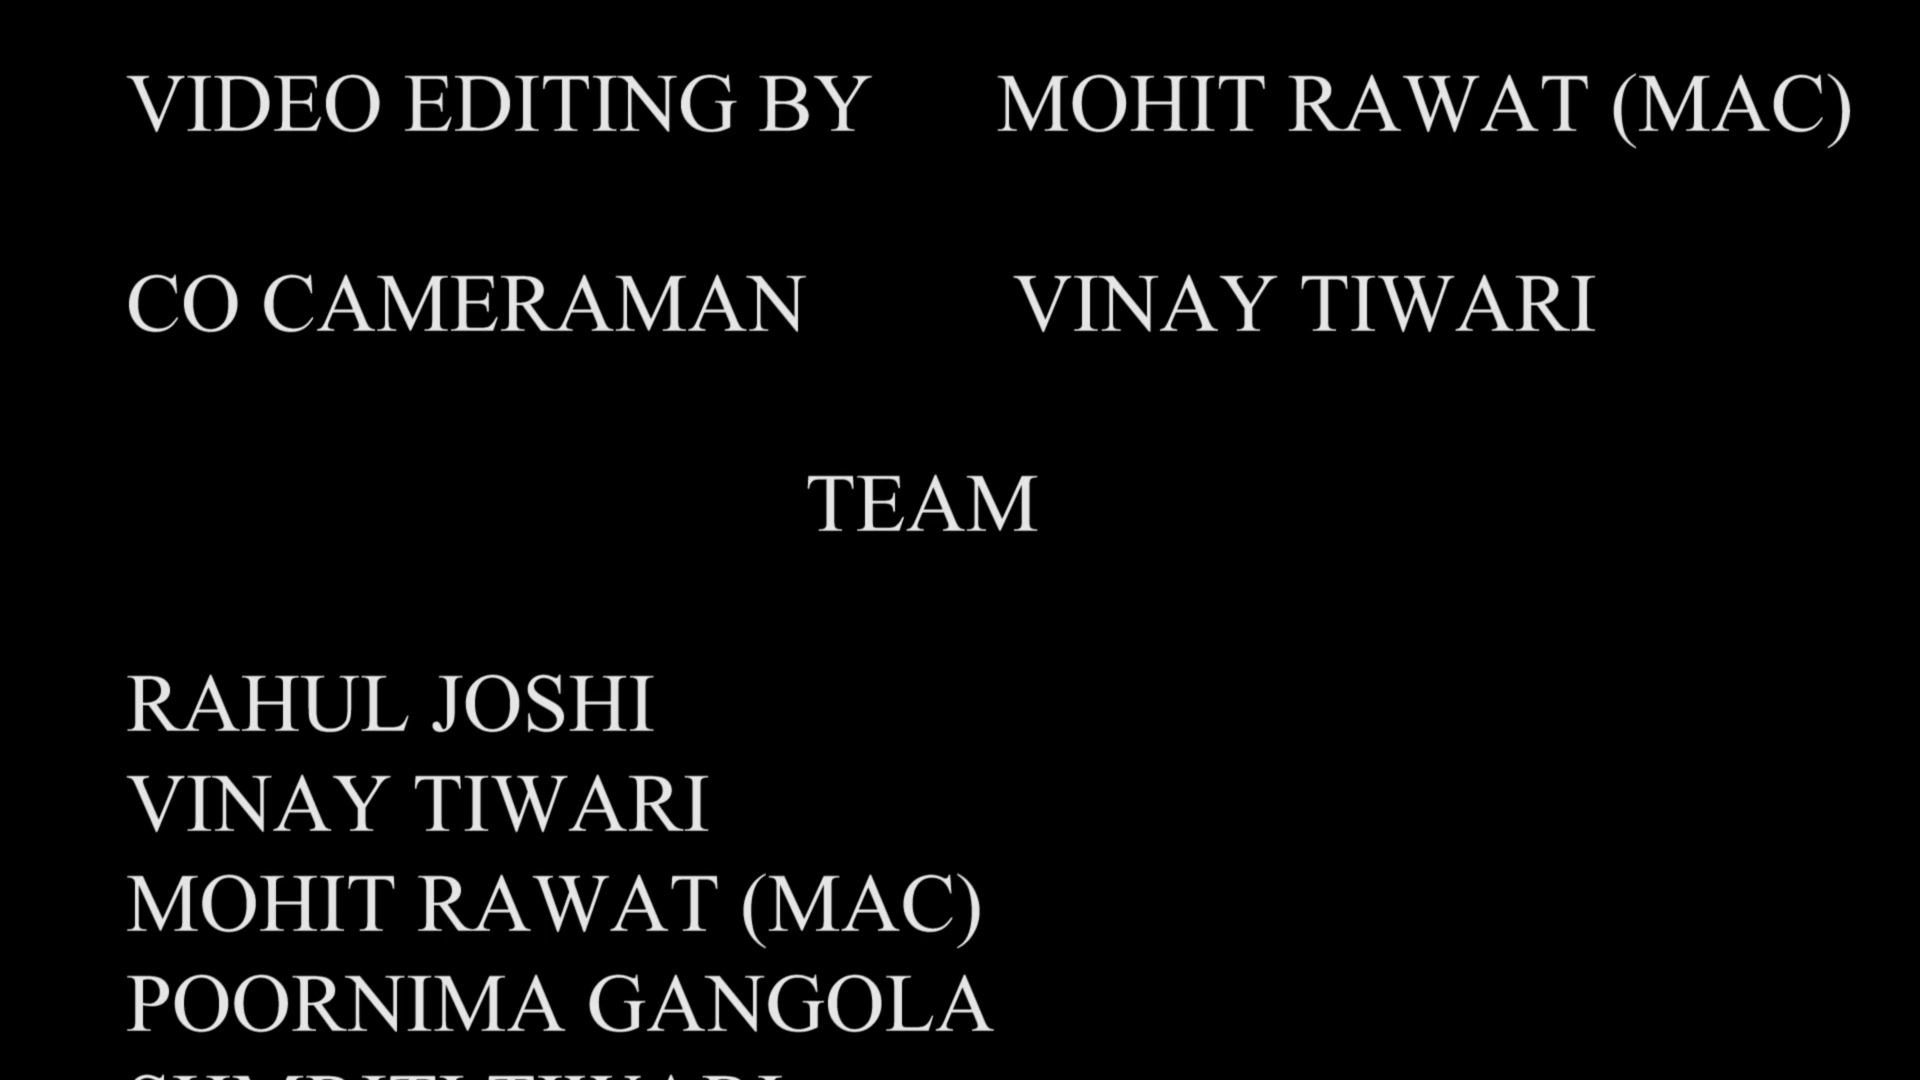 VIDEO EDITING BY MOHIT RAWAT (MAC)
CO CAMERAMAN VINAY TIWARI
TEAM
RAHUL JOSHI
VINAY TIWARI
MOHIT RAWAT (MAC)
POORNIMA GANGOLA